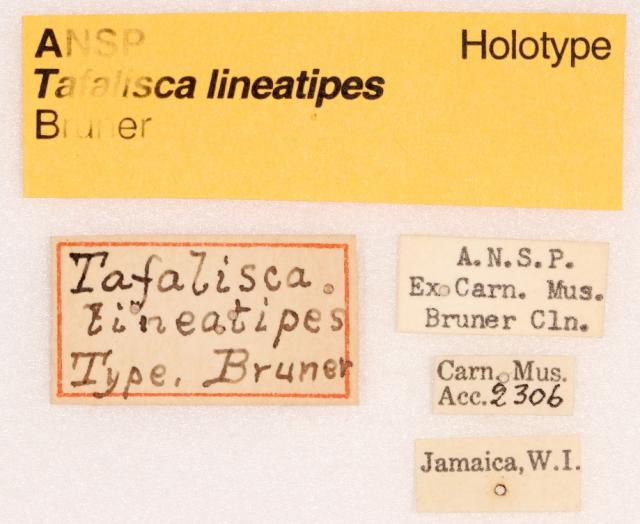 ANSP Holotype
Tafalisca lineatipes
Bruner
Tafalisca.
lineatipes
Type. Bruner
A.N.S.P.
Ex Carn. Mus.
Bruner Cln.
Carn. Mus.
Acc. 2306
Jamaica, W.I.